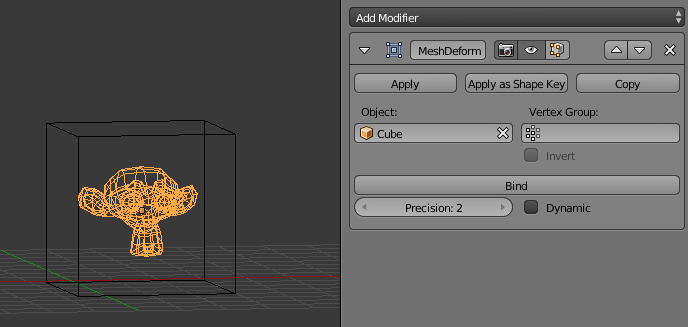 Add Modifier
MeshDeform
Apply
Apply as Shape Key
Copy
Object:
Vertex Group:
Cube
Invert
Bind
Precision: 2
Dynamic